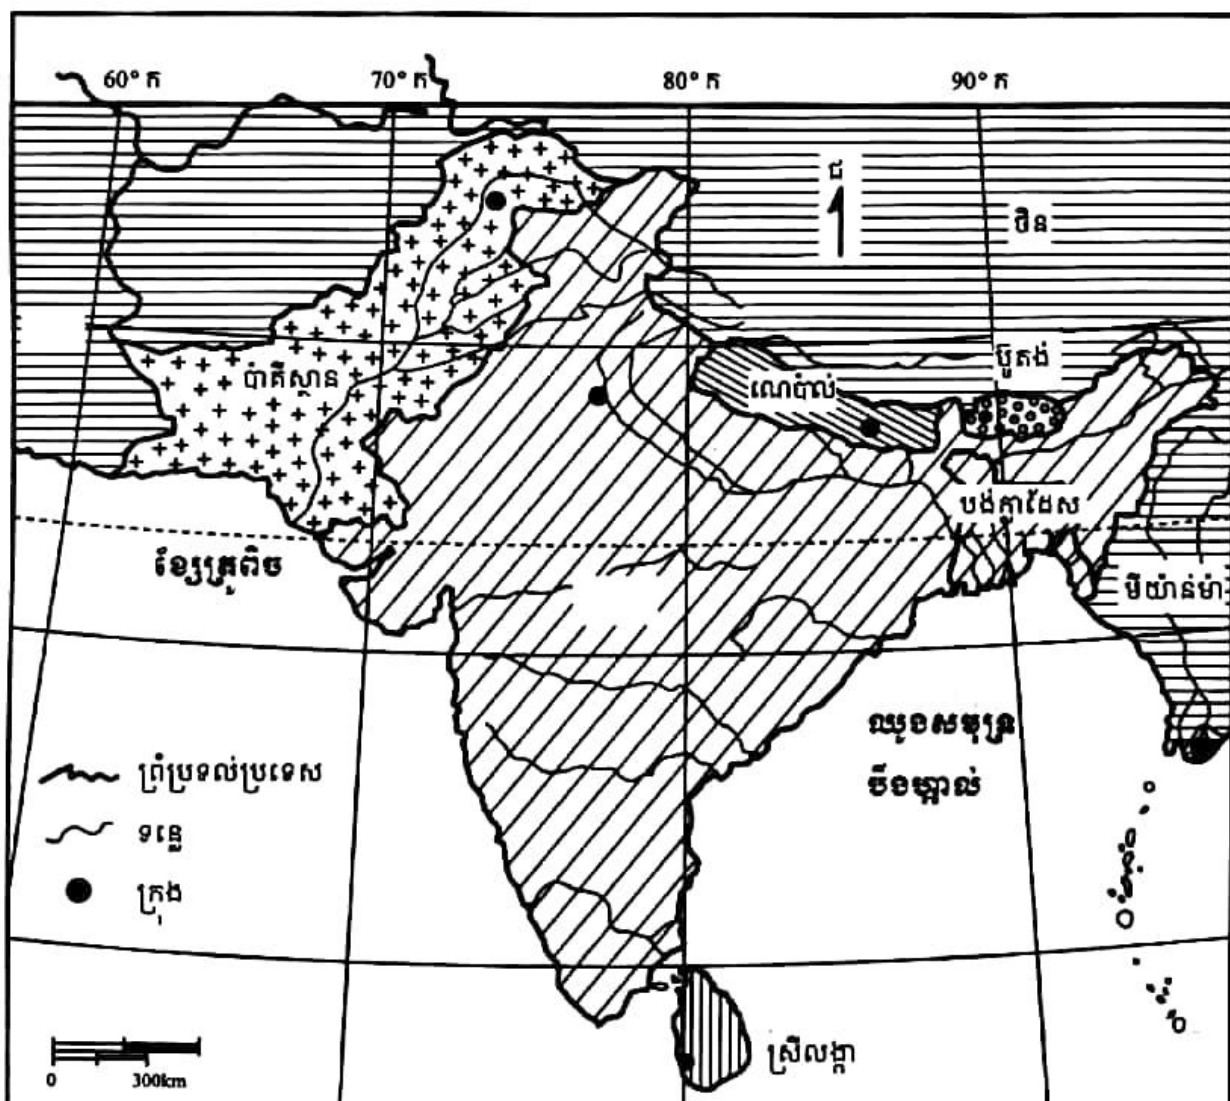 60° ក
70° ក
80° ក
90° ក
ជ
ចិន
ប៊ូតង់
ប៉ាគីស្ថាន
ណេប៉ាល់
បង់ក្លាដែស
ខ្សែត្រូពិច
មីយ៉ាន់ម៉ា
ឈូងសមុទ្រ
បឹងហ្គាល់
ព្រំប្រទល់ប្រទេស
ទន្លេ
ក្រុង
ស្រីលង្កា
0
300km